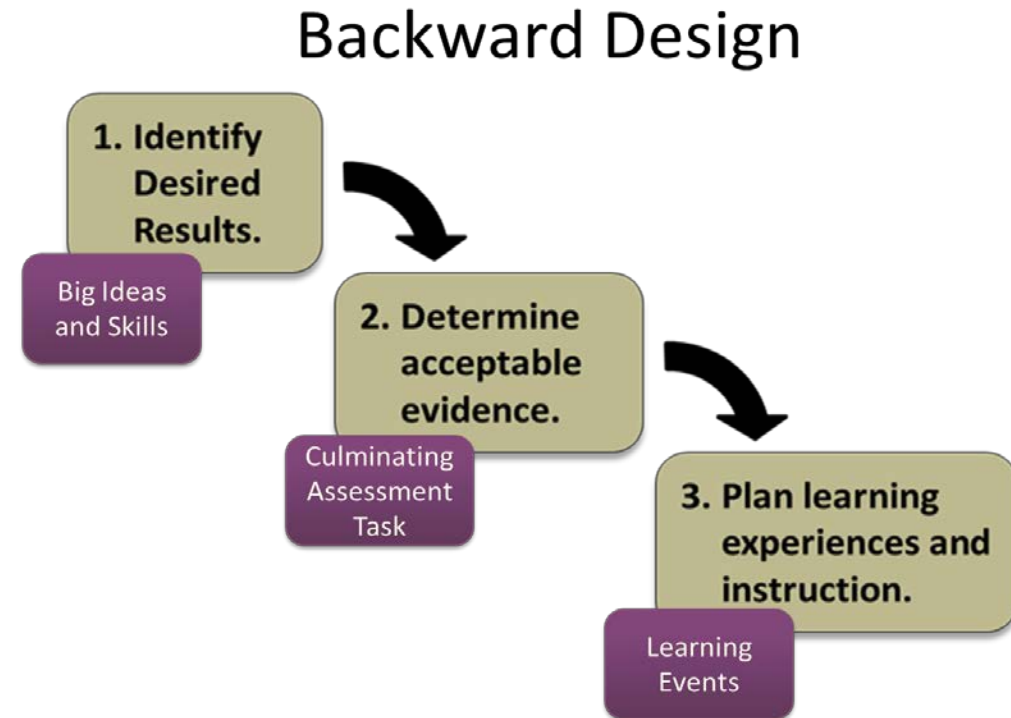 Backward Design
1. Identify
Desired
Results.
Big Ideas
and Skills
2. Determine
acceptable
evidence.
Culminating
Assessment
Task
3. Plan learning
experiences and
instruction.
Learning
Events